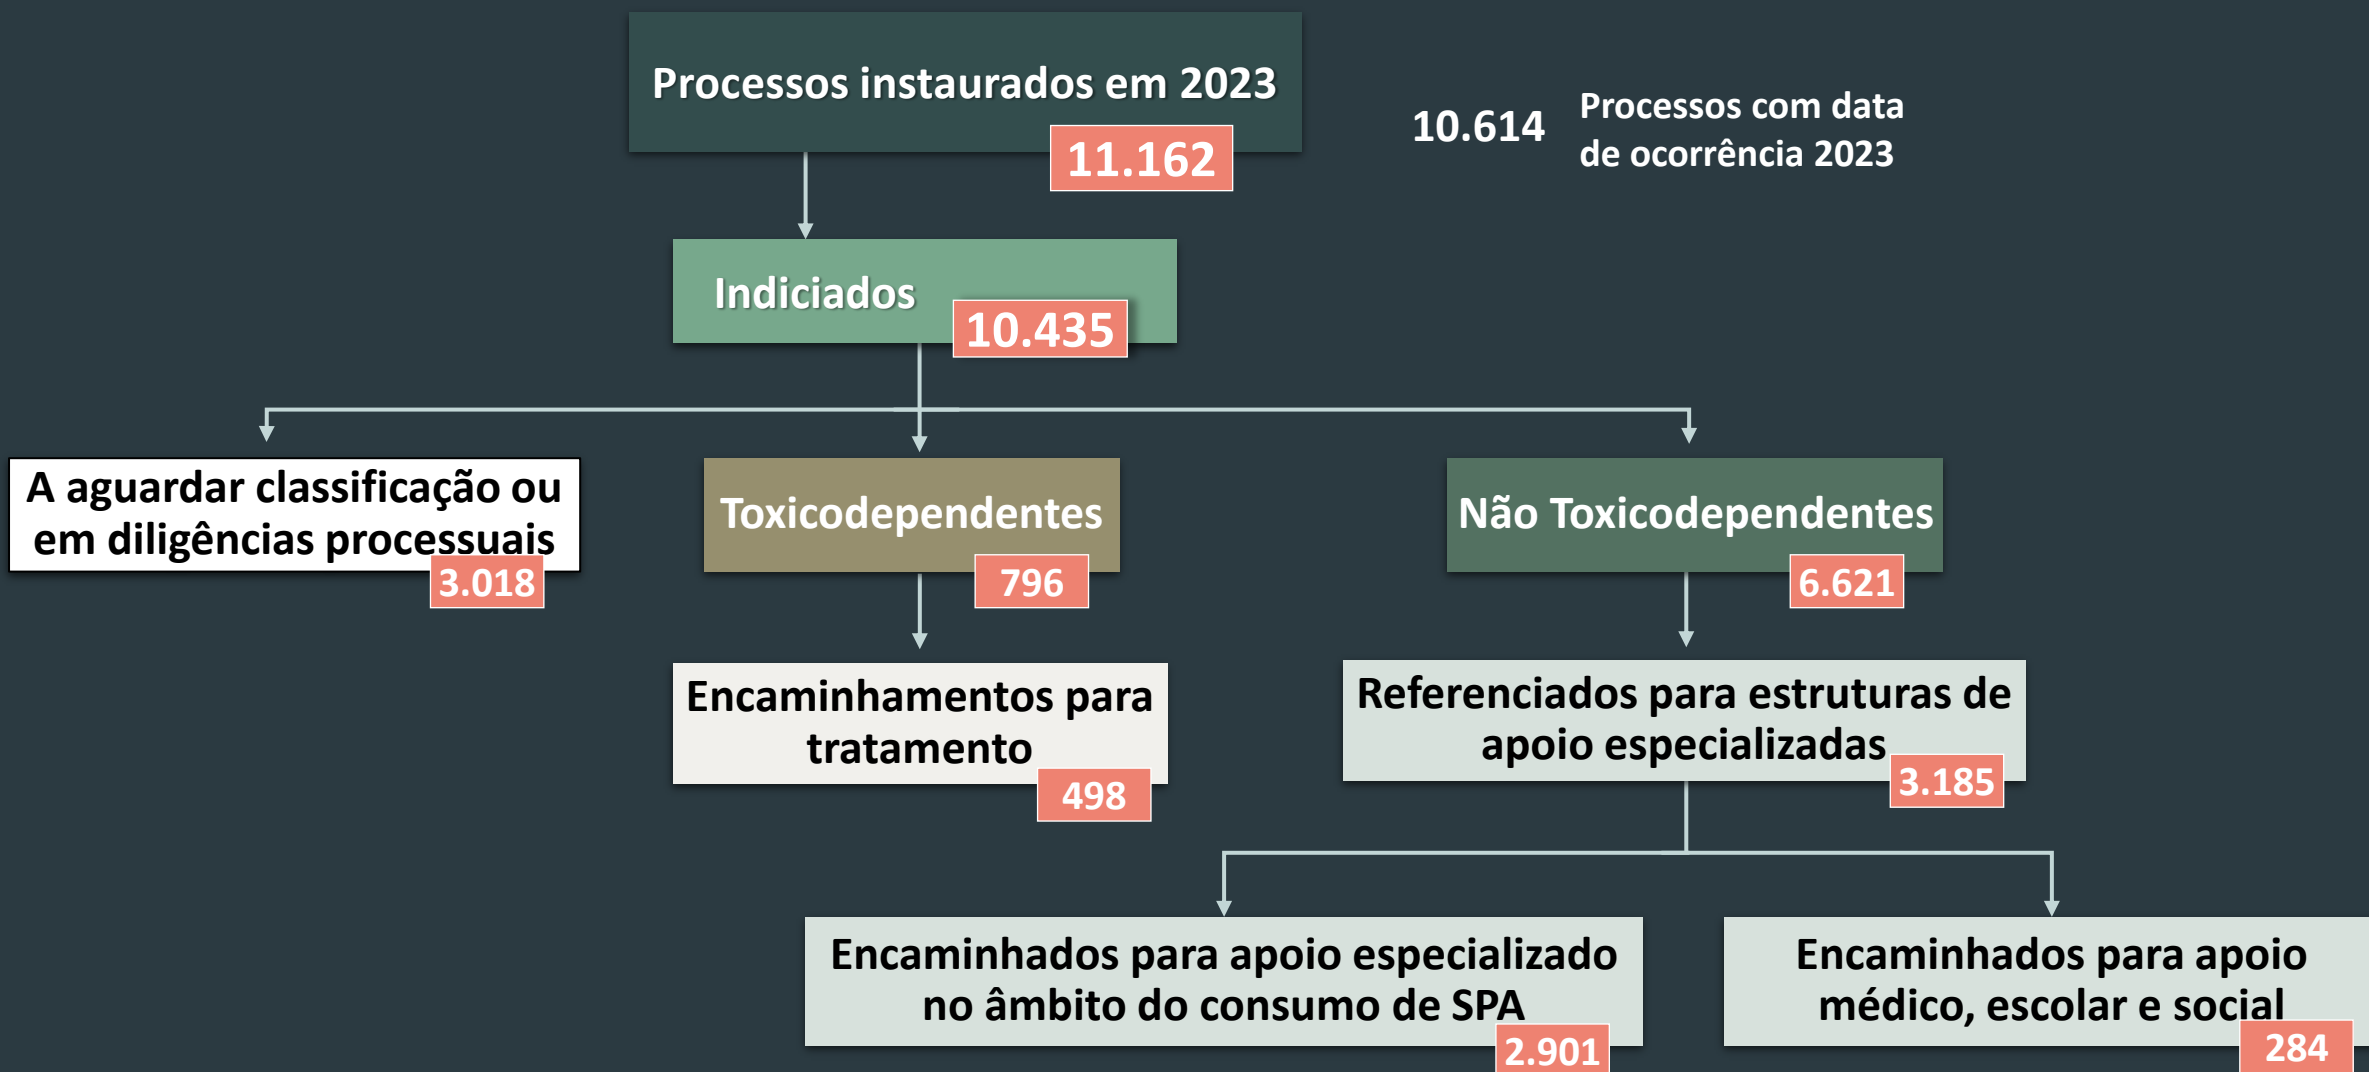 Processos instaurados em 2023
11.162
10.614
Processos com data
de ocorrência 2023
Indiciados
10.435
A aguardar classificação ou
em diligências processuais
3.018
Toxicodependentes
796
Não Toxicodependentes
6.621
Encaminhamentos para
tratamento
498
Referenciados para estruturas de
apoio especializadas
3.185
Encaminhados para apoio especializado
no âmbito do consumo de SPA
2.901
Encaminhados para apoio
médico, escolar e social
284